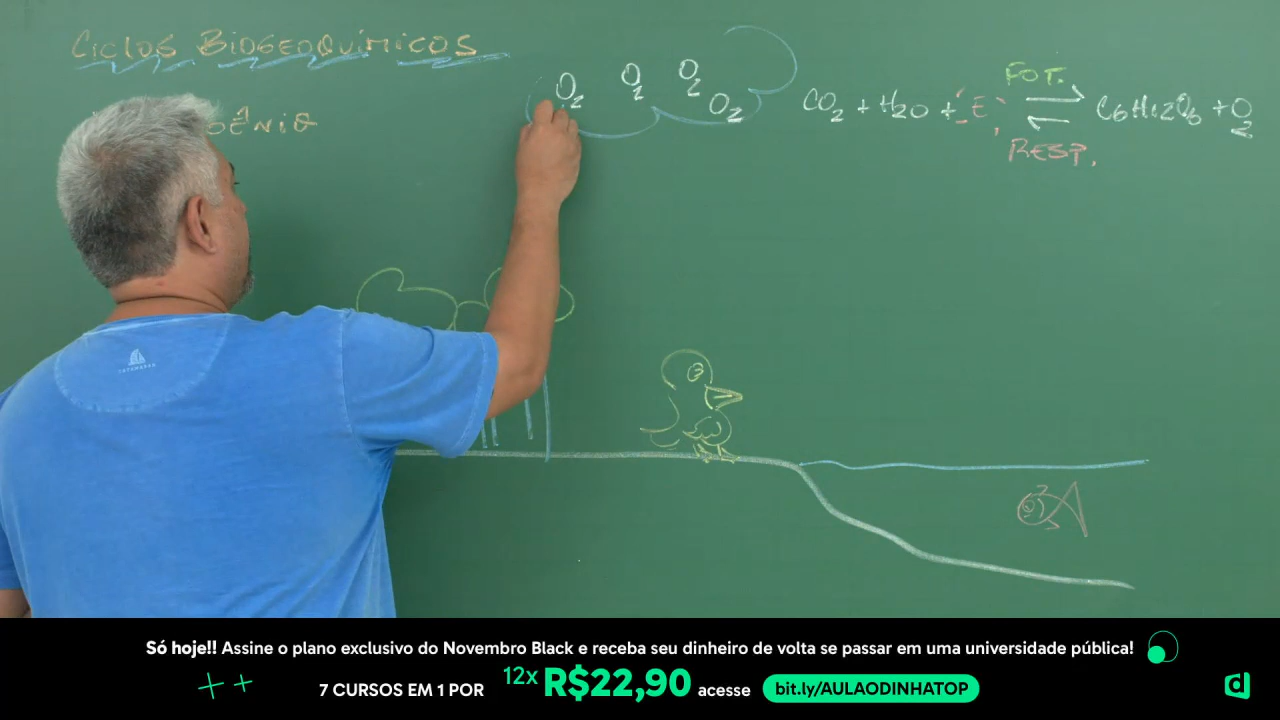 CICLOS BIOGEOQUÍMICOS
O2 O2 O2 O2
FOT.
CO2 + H2O + E ⇌ C6H12O6 + O2
RESP.
Só hoje!! Assine o plano exclusivo do Novembro Black e receba seu dinheiro de volta se passar em uma universidade pública!
7 CURSOS EM 1 POR 12x R$22,90 acesse bit.ly/AULAODINHATOP
d